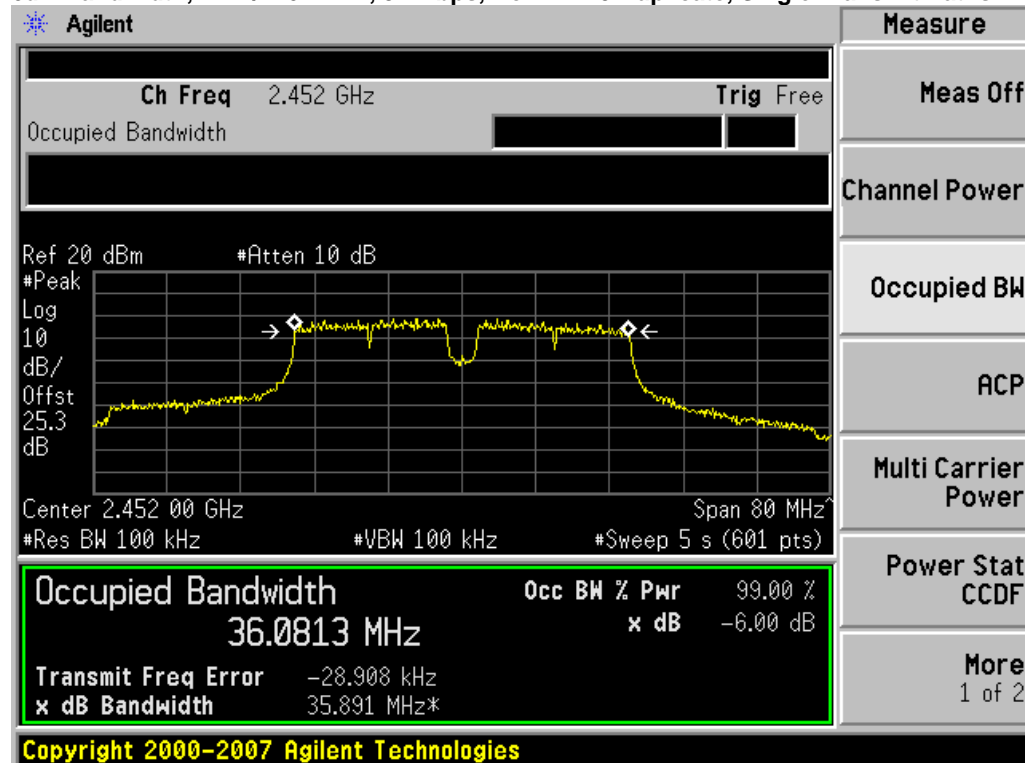 Agilent
Measure
Ch Freq 2.452 GHz Trig Free
Occupied Bandwidth
Meas Off
Channel Power
Occupied BW
ACP
Multi Carrier
Power
Power Stat
CCDF
More
1 of 2
Ref 20 dBm #Atten 10 dB
#Peak
Log
10
dB/
Offst
25.3
dB
Center 2.452 00 GHz Span 80 MHz^
#Res BW 100 kHz #VBW 100 kHz #Sweep 5 s (601 pts)
Occupied Bandwidth Occ BW % Pwr 99.00 %
36.0813 MHz x dB -6.00 dB
Transmit Freq Error -28.908 kHz
x dB Bandwidth 35.891 MHz*
Copyright 2000-2007 Agilent Technologies